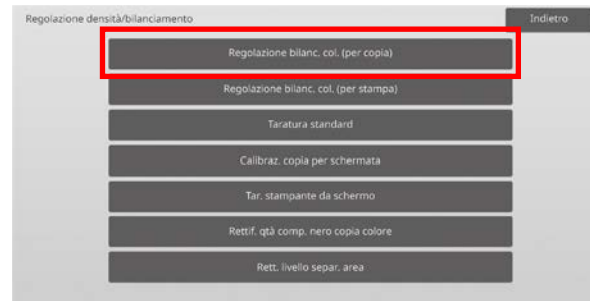 Regolazione densità/bilanciamento
Indietro
Regolazione bilanc. col. (per copia)
Regolazione bilanc. col. (per stampa)
Taratura standard
Calibraz. copia per schermata
Tar. stampante da schermo
Rettif. qtà comp. nero copia colore
Rett. livello separ. area